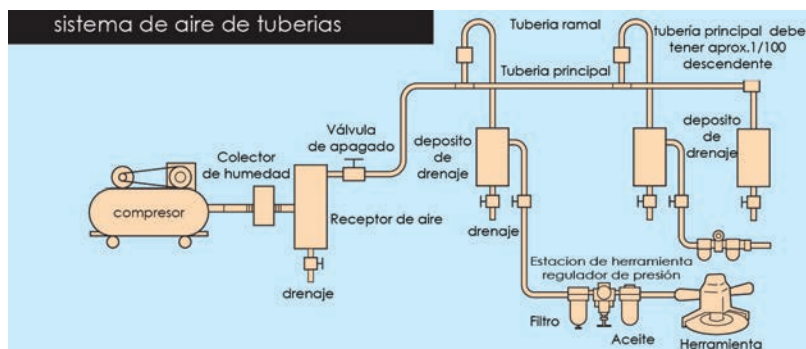 sistema de aire de tuberias
Tuberia ramal
tubería principal debe
tener aprox.1/100
descendente
Tuberia principal
Válvula
de apagado
deposito
de
drenaje
deposito
de
drenaje
Colector
de humedad
compresor
Receptor de aire
drenaje
drenaje
Estacion de herramienta
regulador de presión
Filtro
Aceite
Herramienta